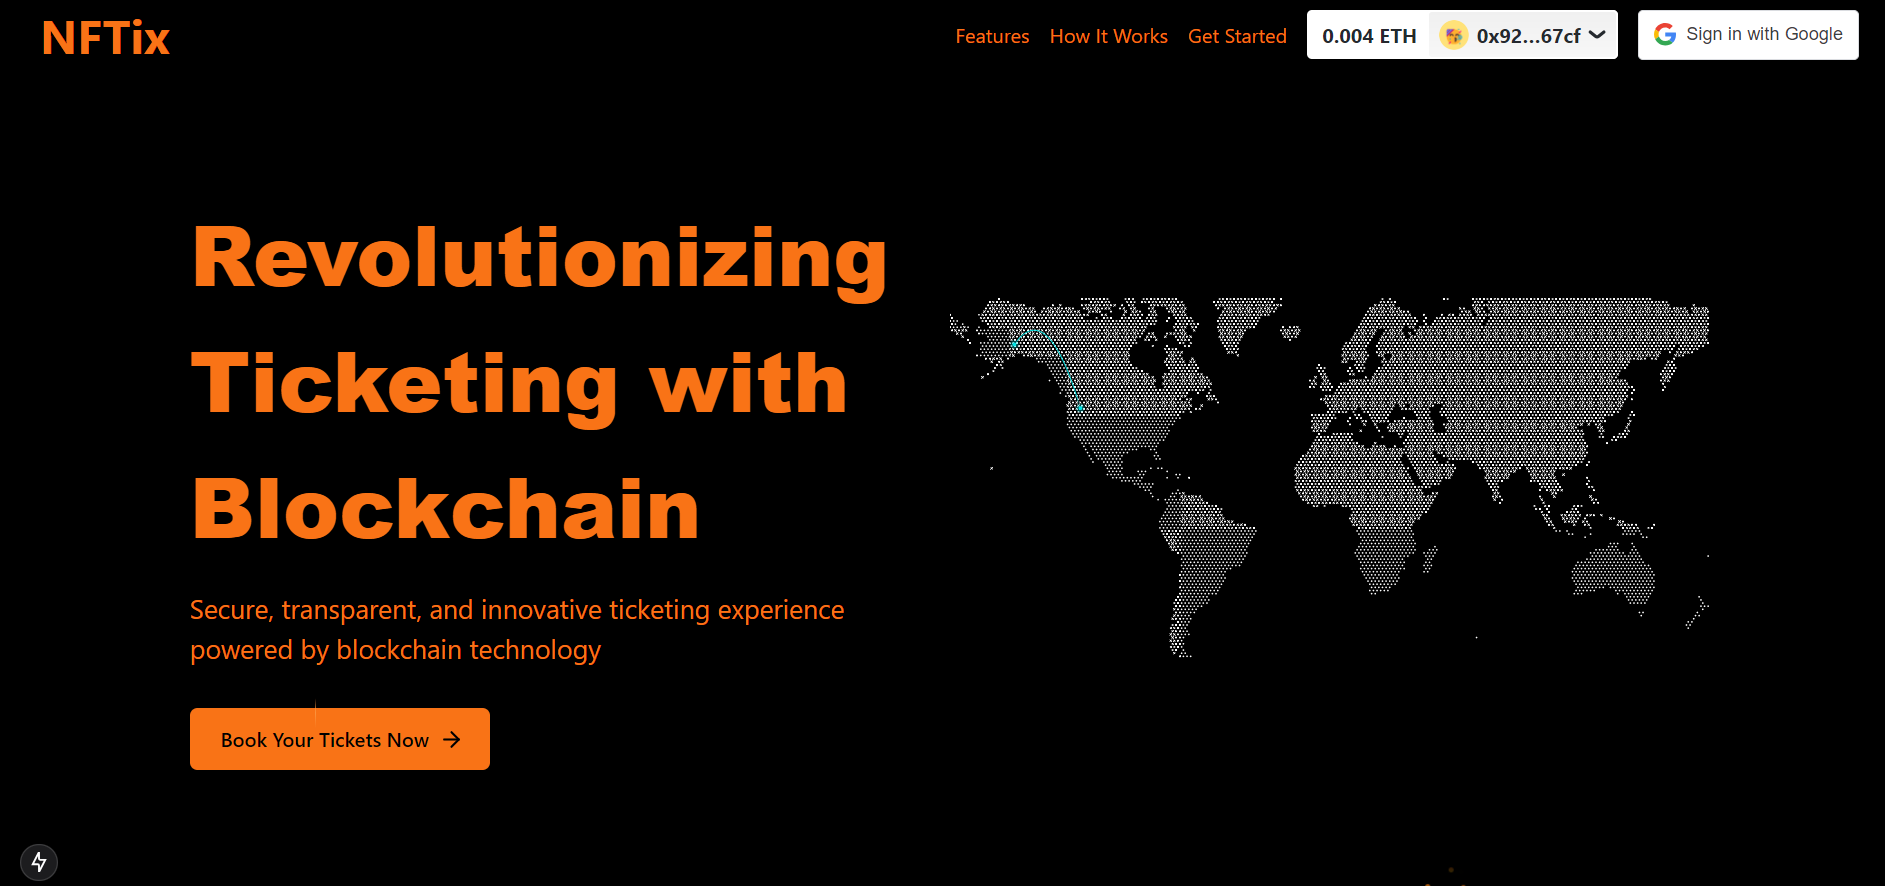 NFTix
Features
How It Works
Get Started
0.004 ETH
0x92...67cf
Sign in with Google
Revolutionizing
Ticketing with
Blockchain
Secure, transparent, and innovative ticketing experience
powered by blockchain technology
Book Your Tickets Now